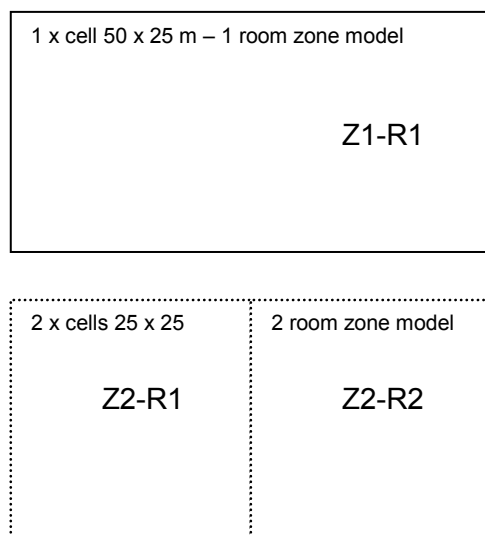 1 x cell 50 x 25 m – 1 room zone model
Z1-R1
2 x cells 25 x 25
2 room zone model
Z2-R1
Z2-R2